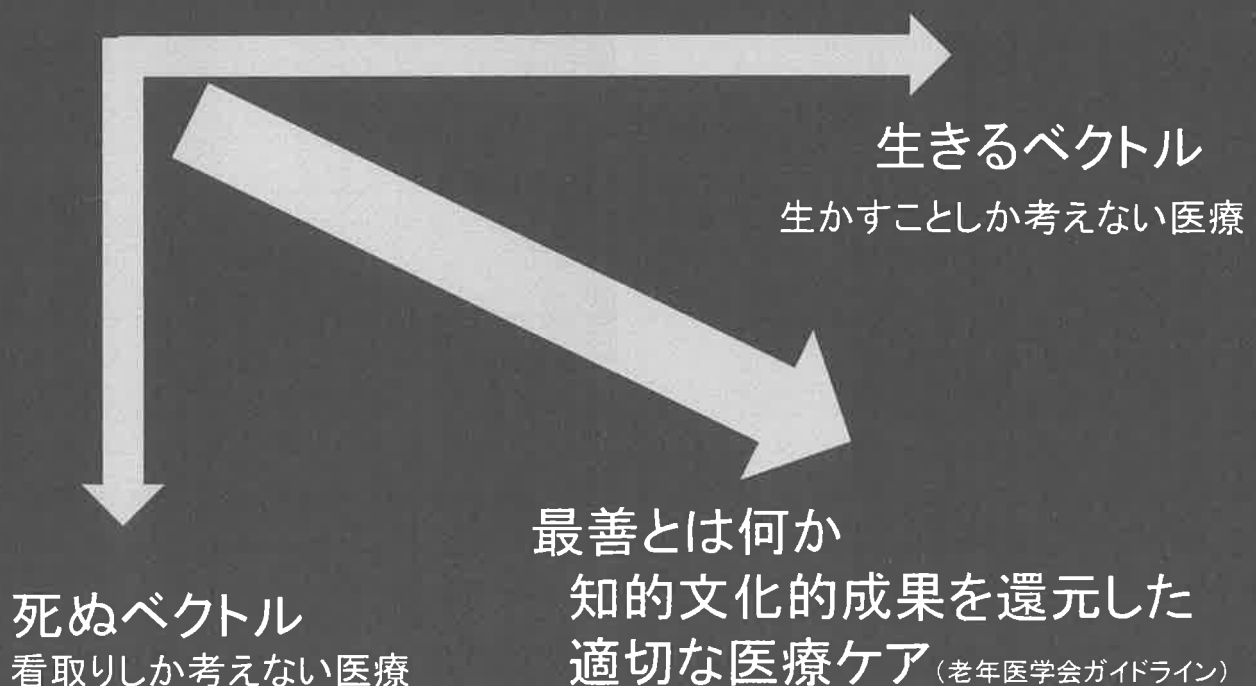 生きるベクトル
生かすことしか考えない医療
最善とは何か
知的文化的成果を還元した
適切な医療ケア(老年医学会ガイドライン)
死ぬベクトル
看取りしか考えない医療